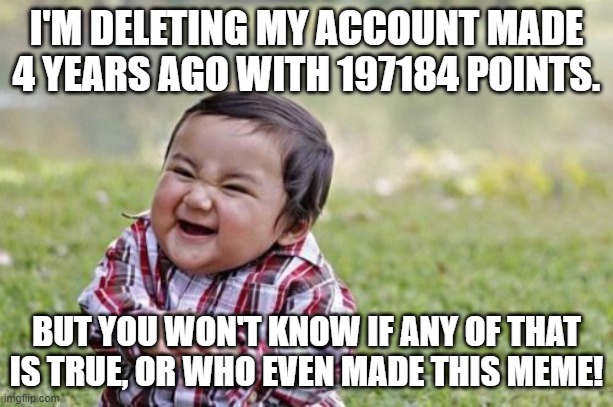 I'M DELETING MY ACCOUNT MADE
4 YEARS AGO WITH 197184 POINTS.
BUT YOU WON'T KNOW IF ANY OF THAT
IS TRUE, OR WHO EVEN MADE THIS MEME!
imgflip.com